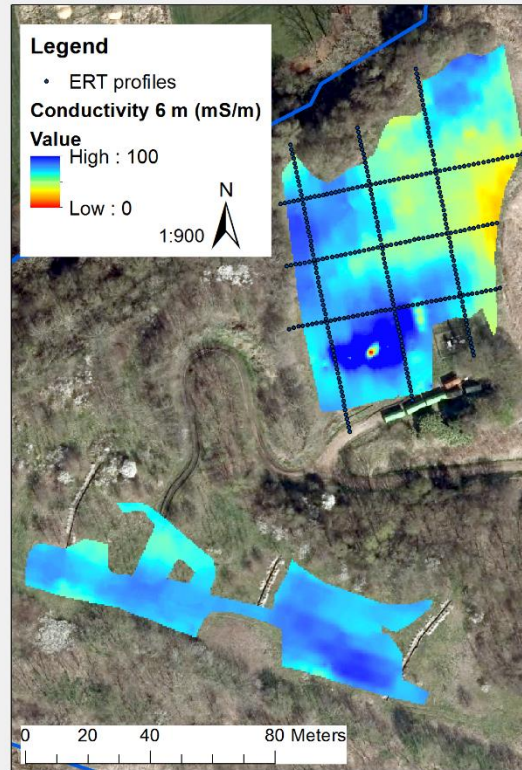 Legend
ERT profiles
Conductivity 6 m (mS/m)
Value
High : 100
Low : 0
N
1:900
0 20 40 80 Meters